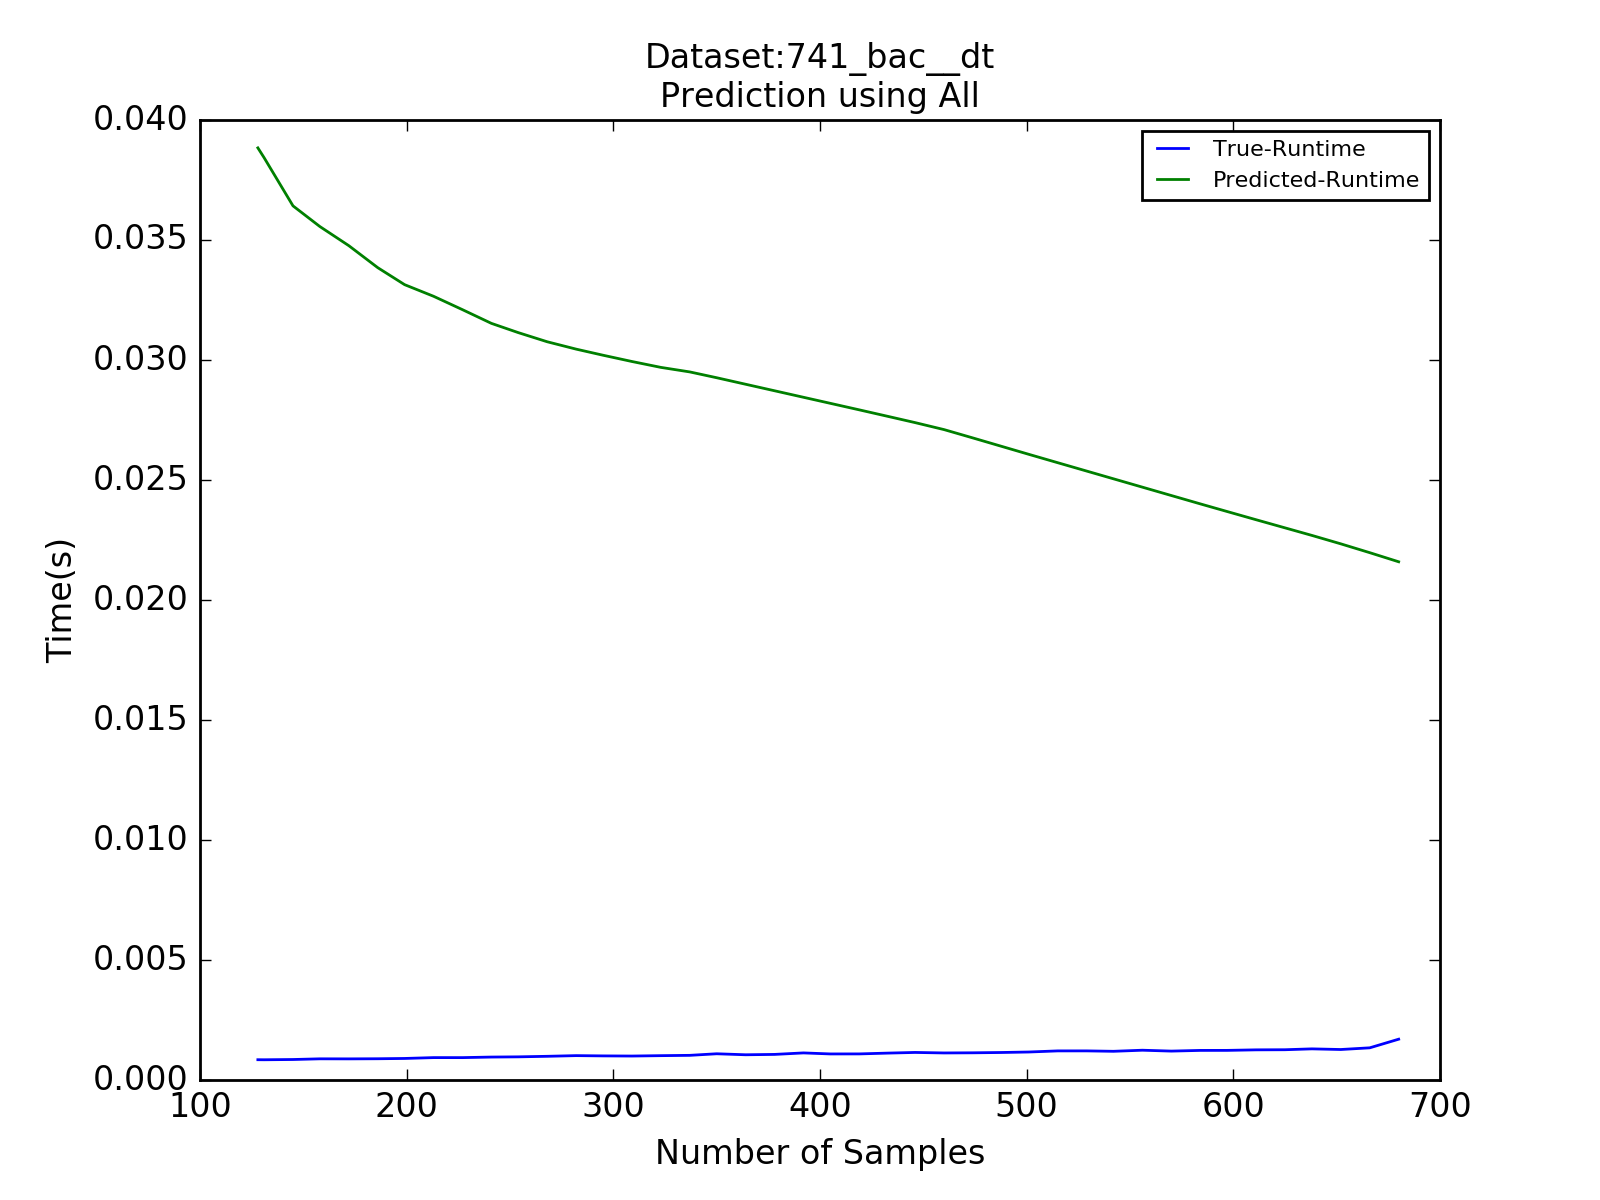 Dataset:741_bac__dt
Prediction using All
True-Runtime
Predicted-Runtime
0.040
0.035
0.030
0.025
0.020
0.015
0.010
0.005
0.000
Time(s)
100 200 300 400 500 600 700
Number of Samples